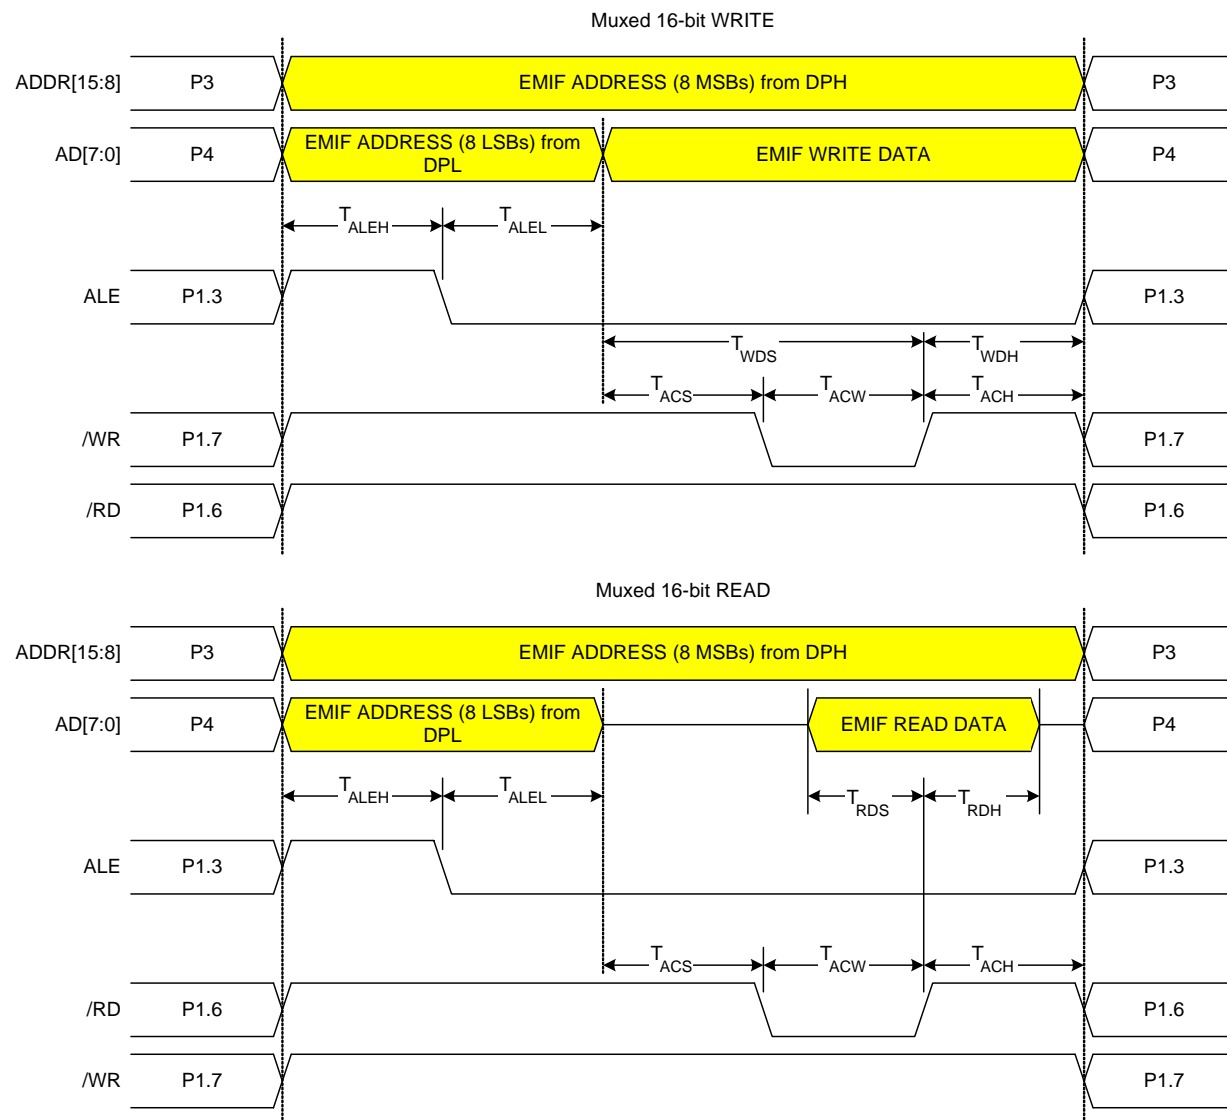 Muxed 16-bit WRITE
ADDR[15:8] P3 EMIF ADDRESS (8 MSBs) from DPH P3
AD[7:0] P4 EMIF ADDRESS (8 LSBs) from DPL EMIF WRITE DATA P4
TALEH TALEL
ALE P1.3 P1.3
TWDS TWDH
TACS TACW TACH
/WR P1.7 P1.7
/RD P1.6 P1.6
Muxed 16-bit READ
ADDR[15:8] P3 EMIF ADDRESS (8 MSBs) from DPH P3
AD[7:0] P4 EMIF ADDRESS (8 LSBs) from DPL EMIF READ DATA P4
TALEH TALEL TRDS TRDH
ALE P1.3 P1.3
TACS TACW TACH
/RD P1.6 P1.6
/WR P1.7 P1.7